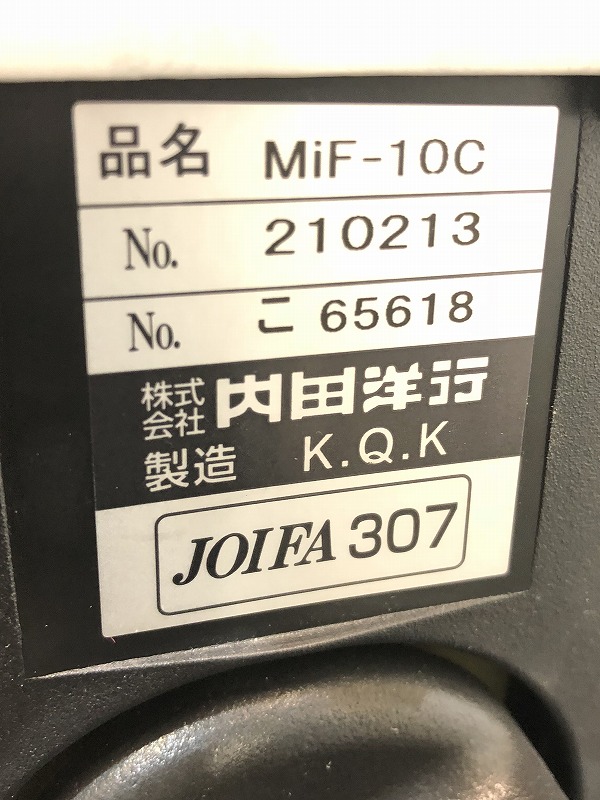 品名 MiF-10C
No. 210213
No. こ 65618
株式会社 内田洋行
製造 K.Q.K
JOIFA 307